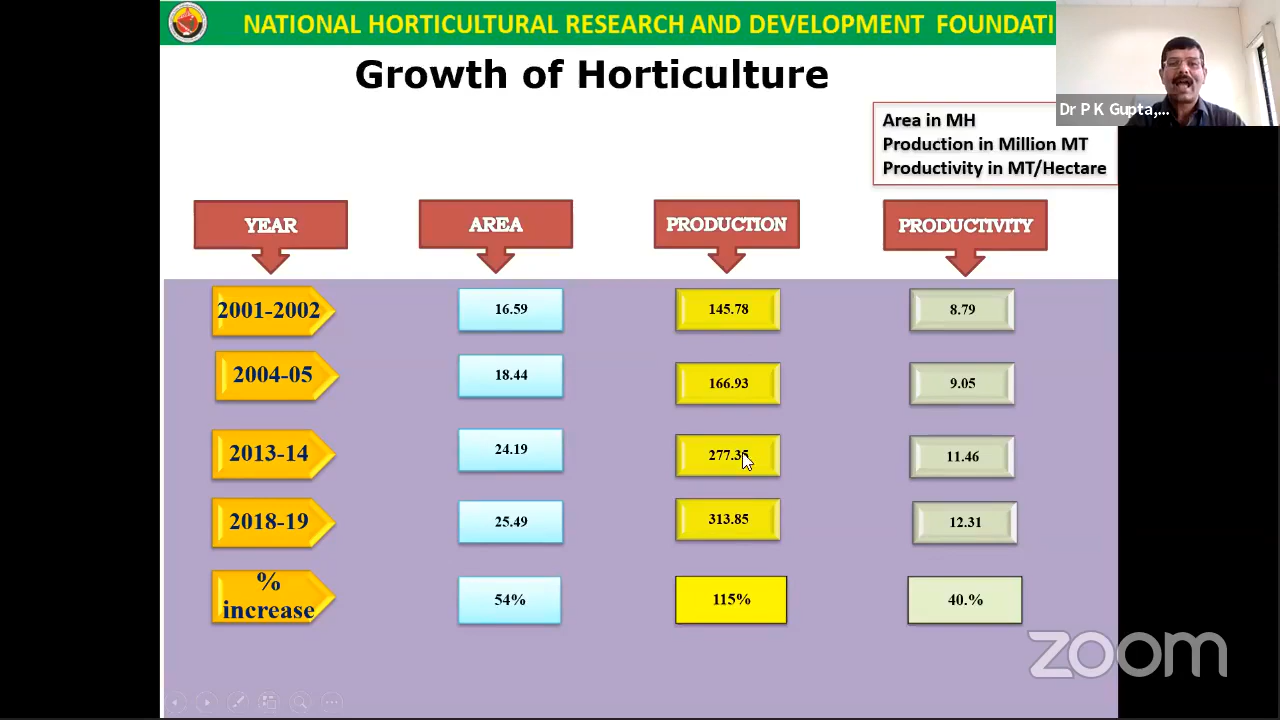 NATIONAL HORTICULTURAL RESEARCH AND DEVELOPMENT FOUNDATI
Growth of Horticulture
Dr P K Gupta,...
Area in MH
Production in Million MT
Productivity in MT/Hectare
YEAR AREA PRODUCTION PRODUCTIVITY
2001-2002 16.59 145.78 8.79
2004-05 18.44 166.93 9.05
2013-14 24.19 277.35 11.46
2018-19 25.49 313.85 12.31
%
increase 54% 115% 40.%
zoom